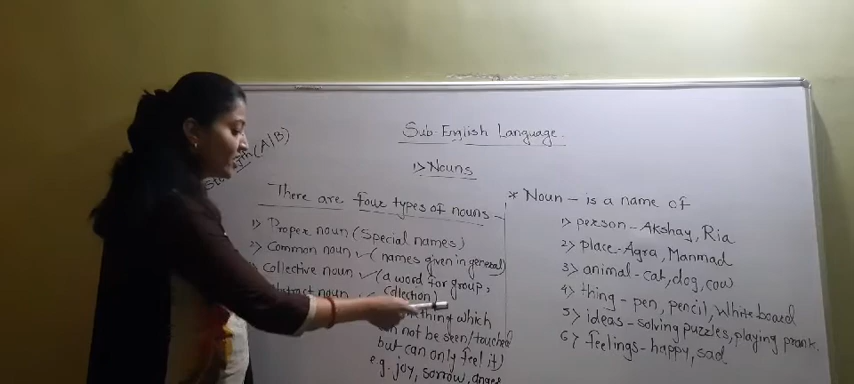 (A|B)
Sub. English Language.
1> Nouns
There are four types of nouns -
1> Proper noun (Special names)
2> Common noun ✓ (names given in general)
3> Collective noun ✓ (a word for group,
collection)
noun
which
not be seen/touched
but can only feel it)
e.g. joy, sorrow, anger
* Noun - is a name of
1> person - Akshay, Ria
2> place - Agra, Manmad
3> animal - cat, dog, cow
4> thing - pen, pencil, White board
5> ideas - solving puzzles, playing prank.
6> feelings - happy, sad